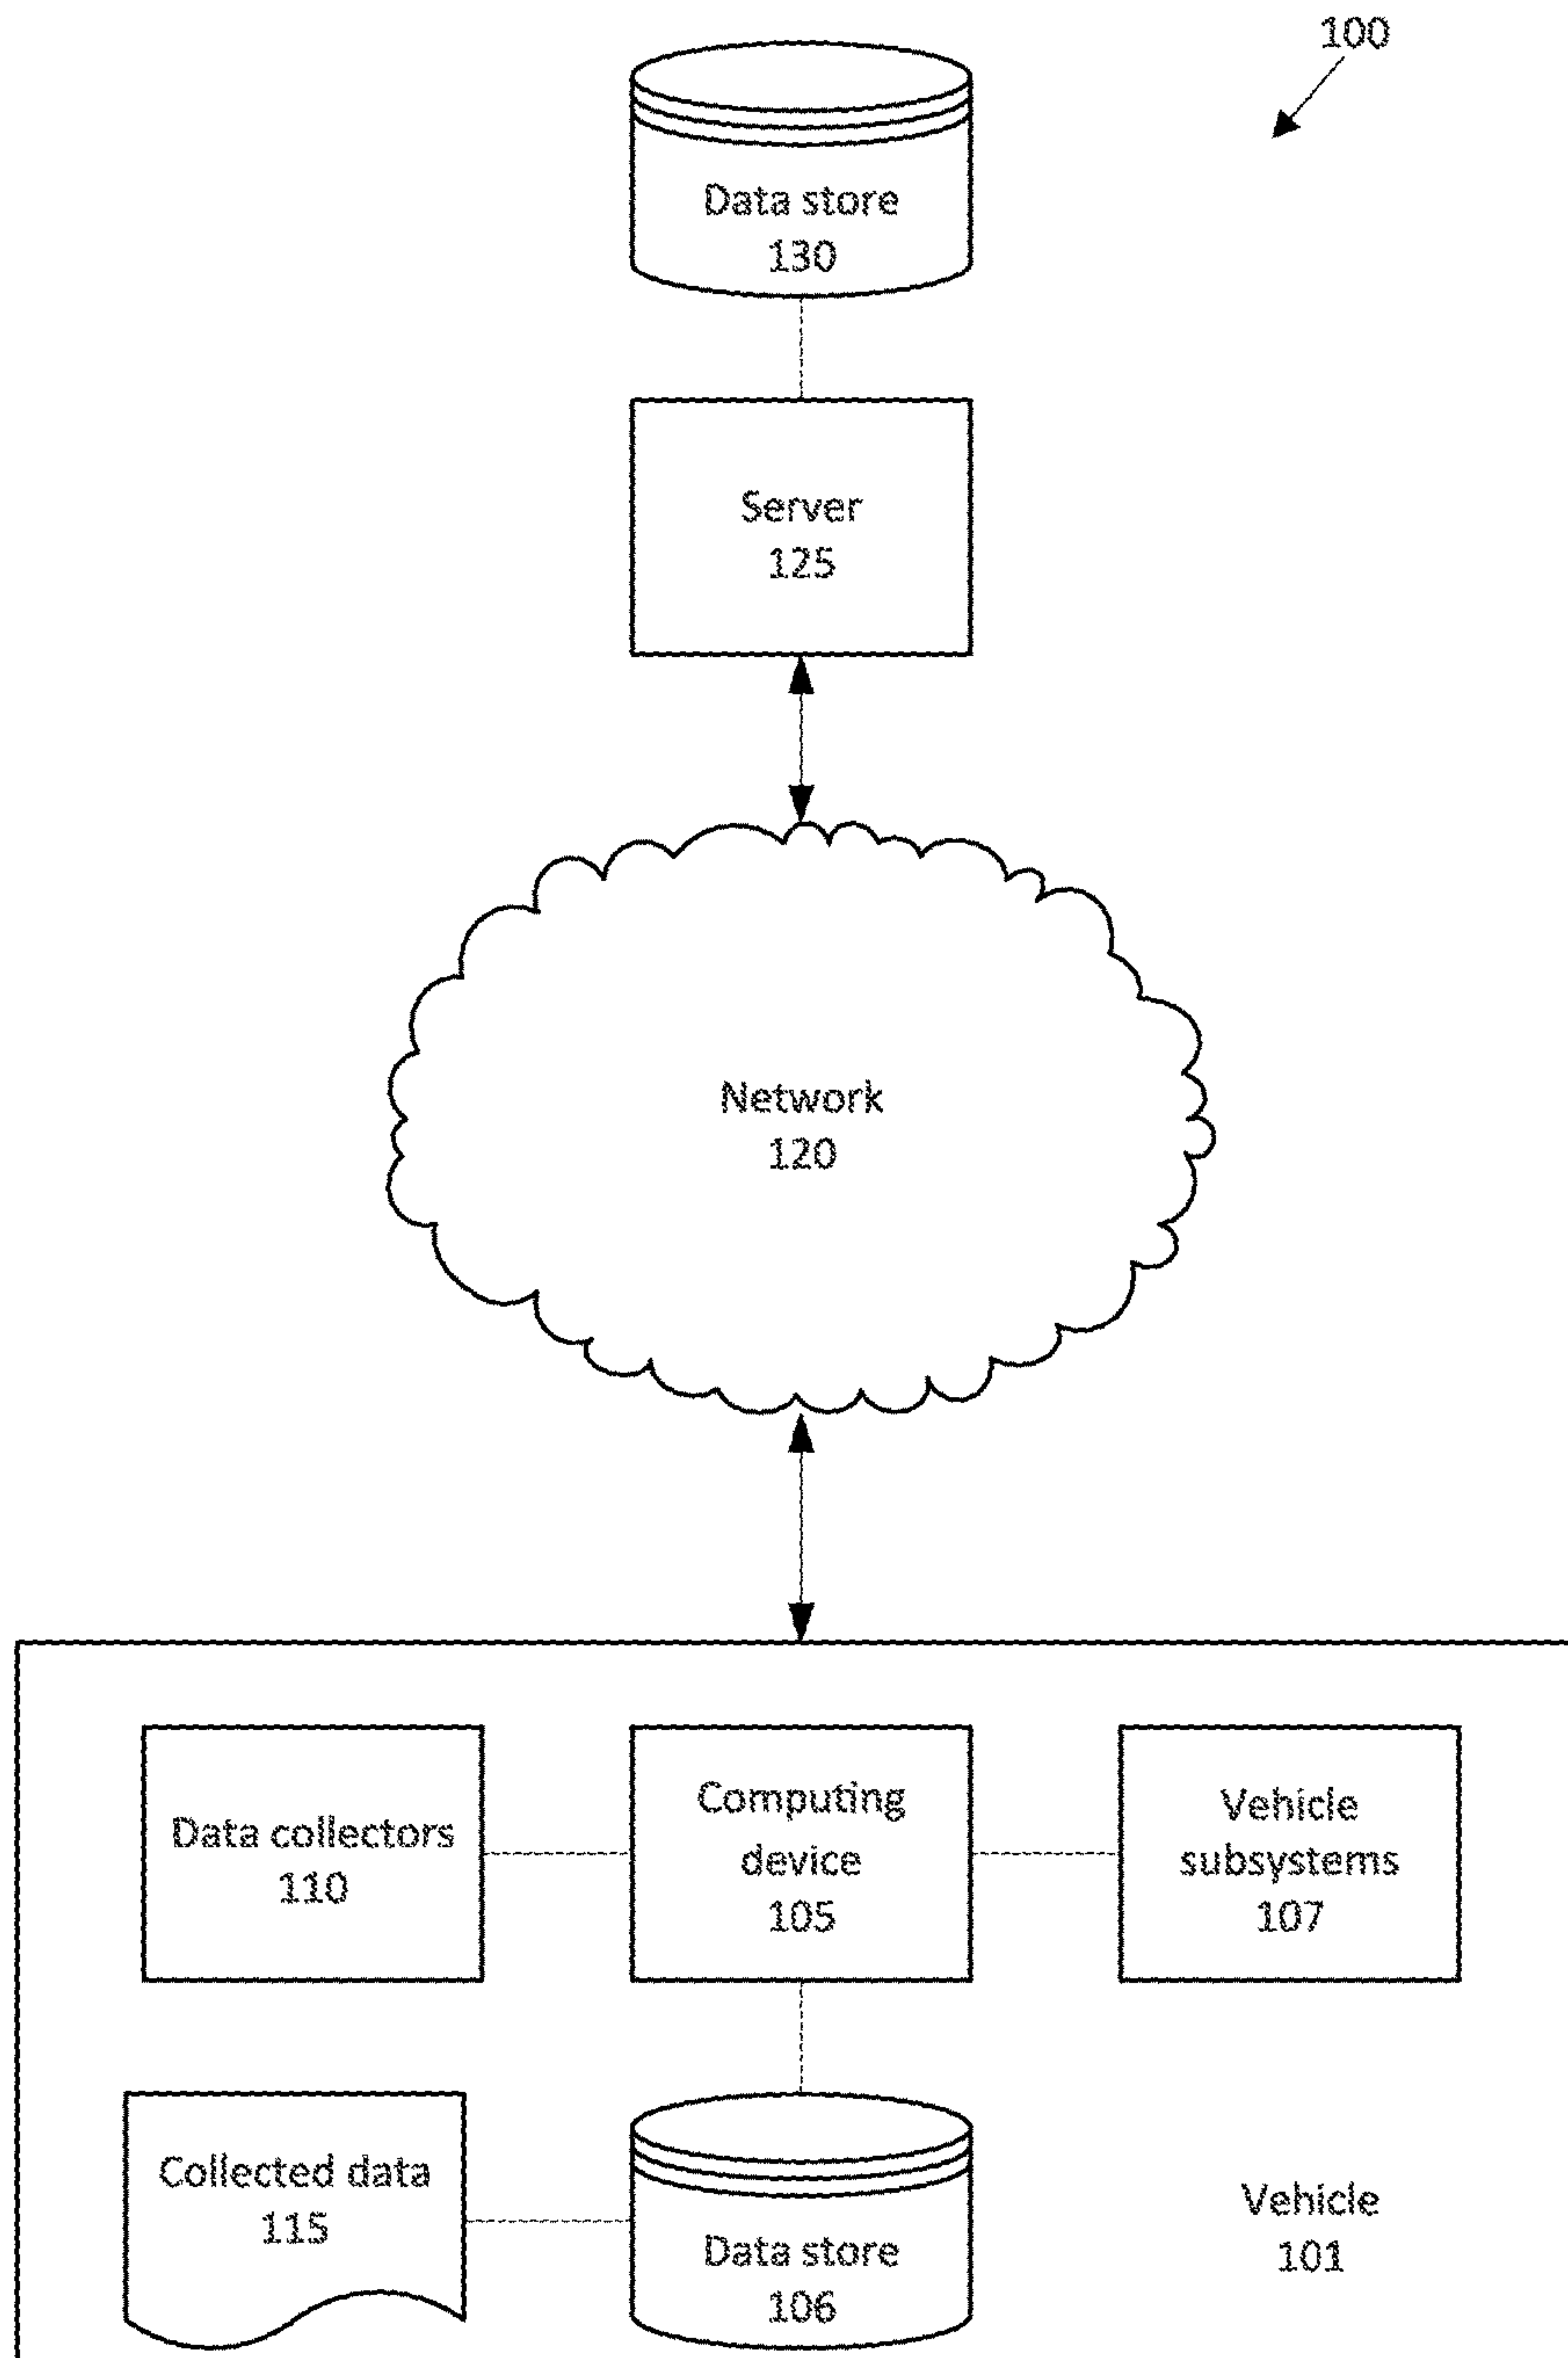 100
Data store
130
Server
125
Network
120
Data collectors
110
Computing
device
105
Vehicle
subsystems
107
Collected data
115
Data store
106
Vehicle
101